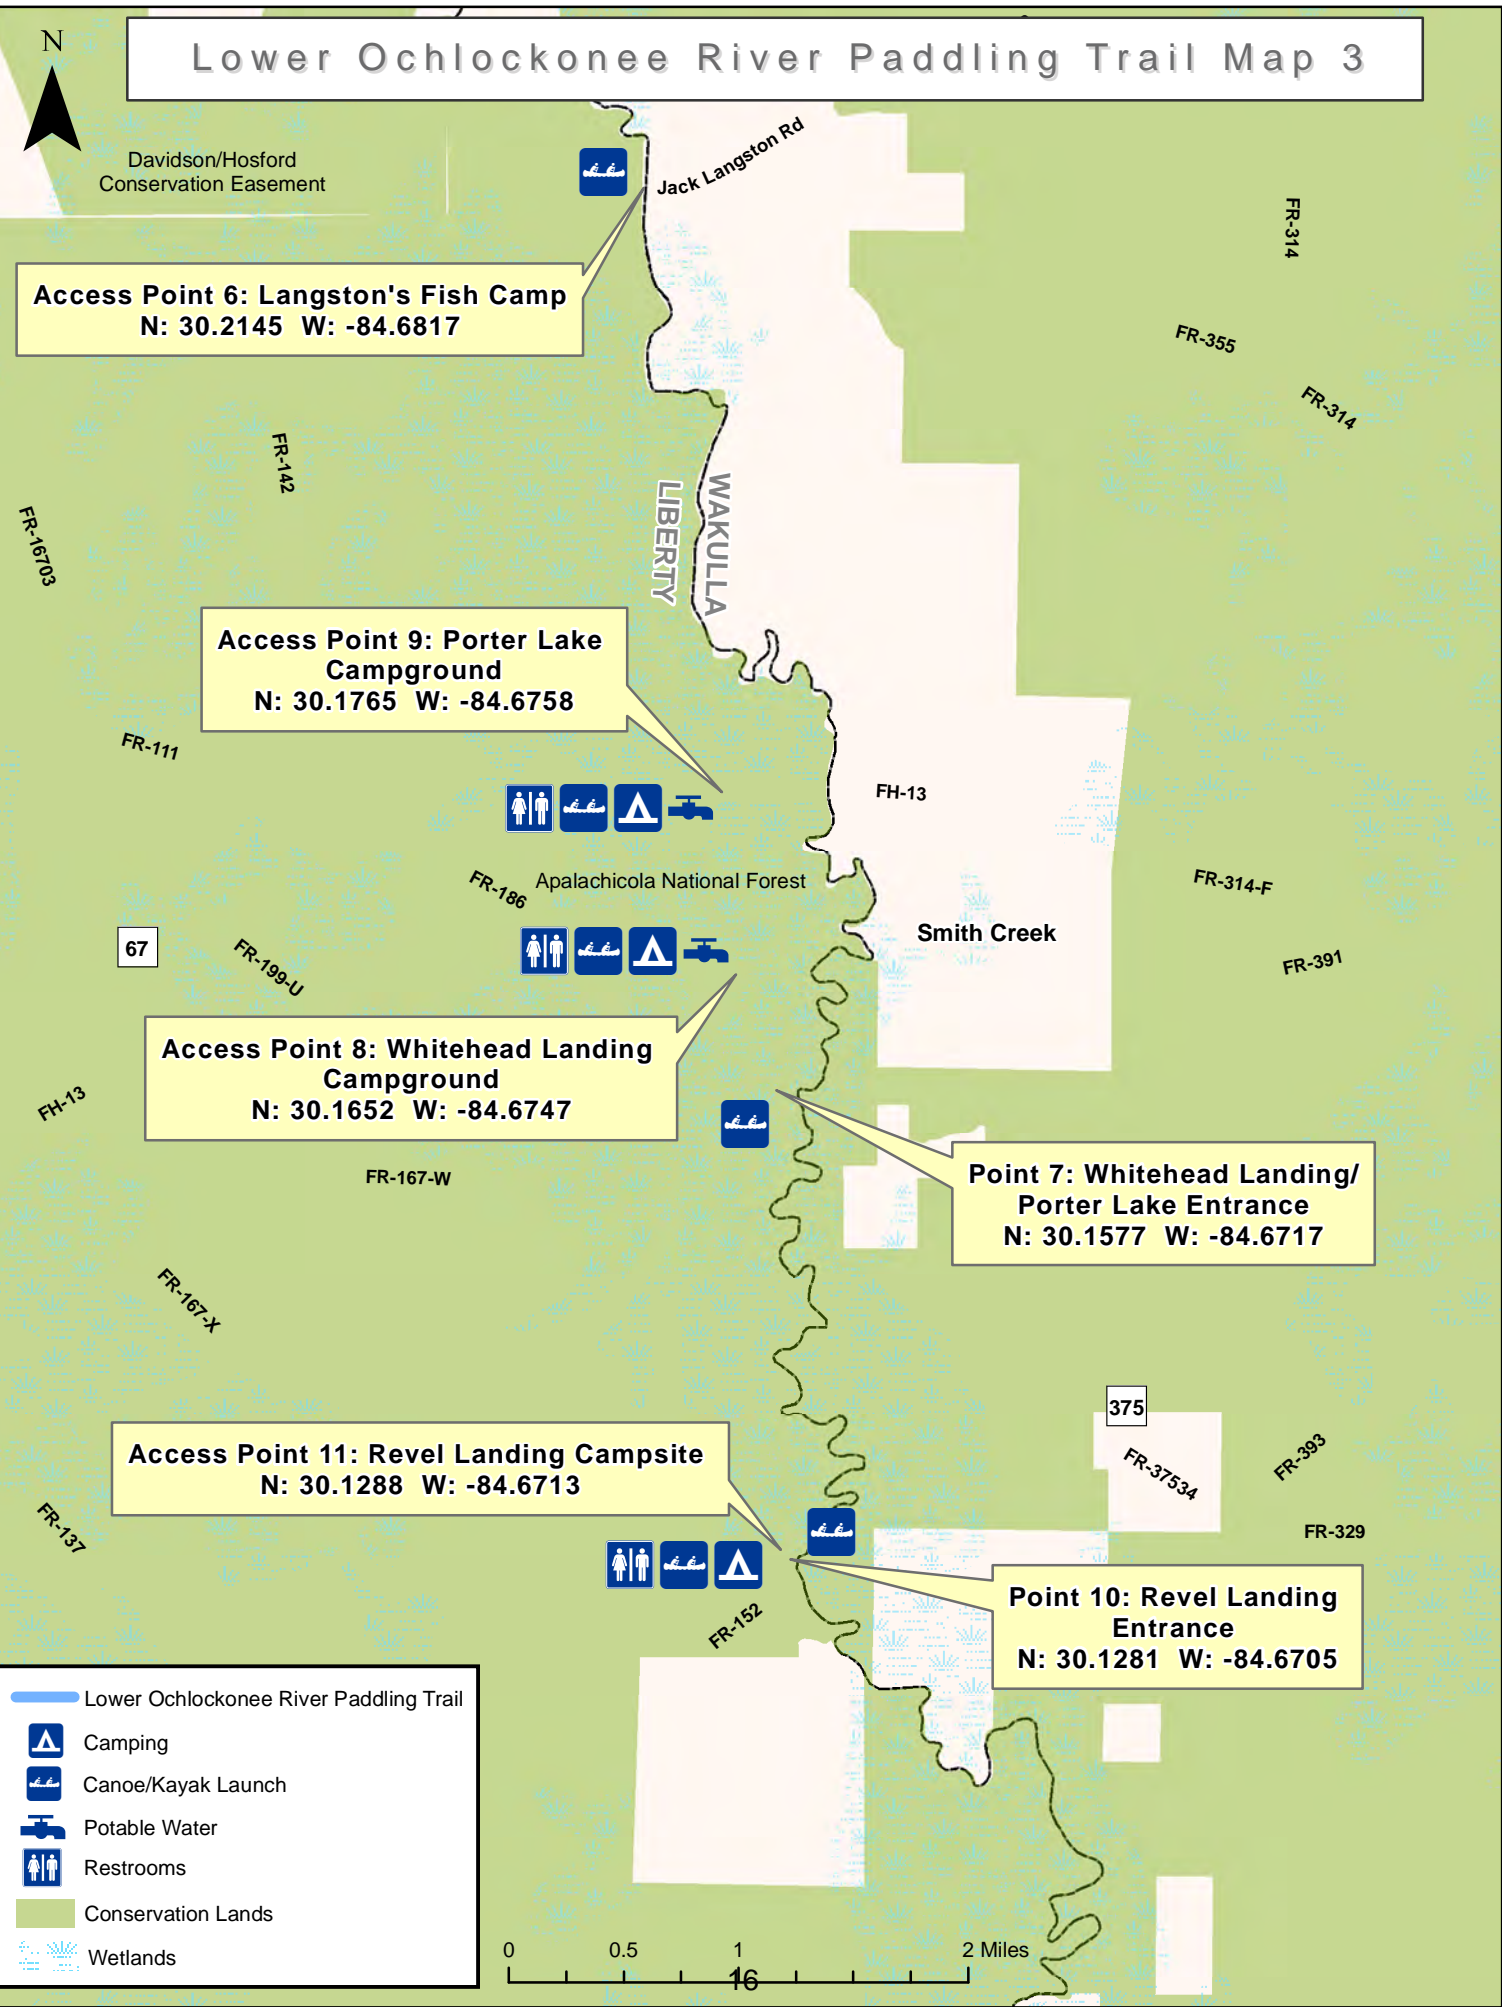 Lower Ochlockonee River Paddling Trail Map 3
N
Davidson/Hosford
Conservation Easement
Jack Langston Rd
FR-314
Access Point 6: Langston's Fish Camp
N: 30.2145 W: -84.6817
FR-355
FR-314
FR-142
FR-16703
LIBERTY
WAKULLA
Access Point 9: Porter Lake
Campground
N: 30.1765 W: -84.6758
FR-111
FH-13
FR-186
Apalachicola National Forest
FR-314-F
Smith Creek
67
FR-199-U
FR-391
Access Point 8: Whitehead Landing
Campground
N: 30.1652 W: -84.6747
FH-13
Point 7: Whitehead Landing/
Porter Lake Entrance
N: 30.1577 W: -84.6717
FR-167-W
FR-167-X
375
FR-37534
FR-393
Access Point 11: Revel Landing Campsite
N: 30.1288 W: -84.6713
FR-137
FR-329
Point 10: Revel Landing
Entrance
N: 30.1281 W: -84.6705
FR-152
Lower Ochlockonee River Paddling Trail
Camping
Canoe/Kayak Launch
Potable Water
Restrooms
Conservation Lands
Wetlands
0 0.5 1 2 Miles
16